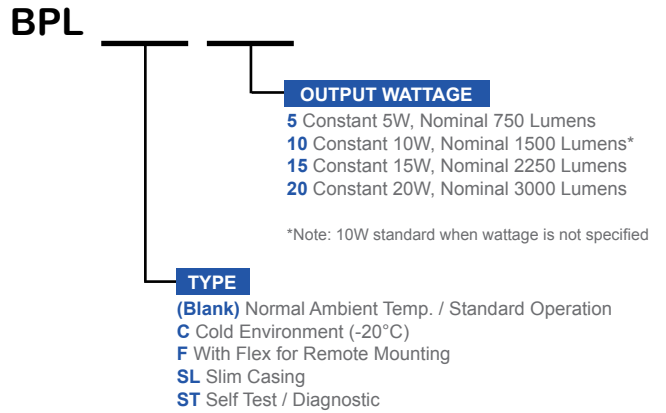 BPL
OUTPUT WATTAGE
5 Constant 5W, Nominal 750 Lumens
10 Constant 10W, Nominal 1500 Lumens*
15 Constant 15W, Nominal 2250 Lumens
20 Constant 20W, Nominal 3000 Lumens
*Note: 10W standard when wattage is not specified
TYPE
(Blank) Normal Ambient Temp. / Standard Operation
C Cold Environment (-20°C)
F With Flex for Remote Mounting
SL Slim Casing
ST Self Test / Diagnostic